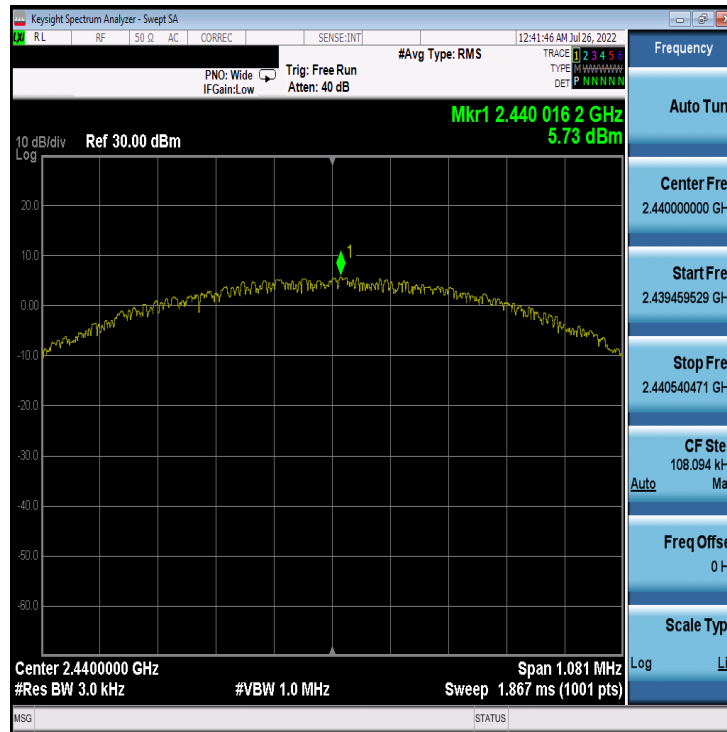 Keysight Spectrum Analyzer - Swept SA
LXI RL RF 50 Ω AC CORREC SENSE:INT 12:41:46 AM Jul 26, 2022
#Avg Type: RMS TRACE 1 2 3 4 5 6
PNO: Wide Trig: Free Run TYPE M WWWWW
IFGain:Low Atten: 40 dB DET P N N N N N
Mkr1 2.440 016 2 GHz
10 dB/div Ref 30.00 dBm 5.73 dBm
Log
20.0
10.0
1
0.00
-10.0
-20.0
-30.0
-40.0
-50.0
-60.0
Center 2.4400000 GHz Span 1.081 MHz
#Res BW 3.0 kHz #VBW 1.0 MHz Sweep 1.867 ms (1001 pts)
MSG STATUS
Frequency
Auto Tun
Center Fre
2.440000000 GH
Start Fre
2.439459529 GH
Stop Fre
2.440540471 GH
CF Ste
108.094 kH
Auto Ma
Freq Offse
0 H
Scale Typ
Log Li